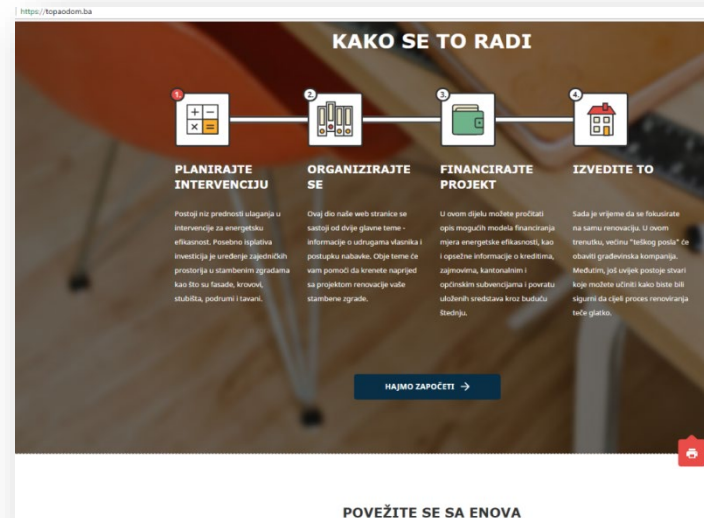 https://topaodom.ba
KAKO SE TO RADI
1.
2.
3.
4.
PLANIRAJTE
INTERVENCIJU
Postoji niz prednosti ulaganja u
intervencije za energetsku
efikasnost. Posebno isplativa
investicija je uređenje zajedničkih
prostorija u stambenim zgradama
kao što su fasade, krovovi,
stubišta, podrumi i tavani.
ORGANIZIRAJTE
SE
Ovaj dio naše web stranice se
sastoji od dvije glavne teme -
informacije o udrugama vlasnika i
postupku nabavke. Obje teme će
vam pomoći da krenete naprijed
sa projektom renovacije vaše
stambene zgrade.
FINANCIRAJTE
PROJEKT
U ovom dijelu možete pročitati
opis mogućih modela financiranja
mjera energetske efikasnosti, kao
i opsežne informacije o kreditima,
zajmovima, kantonalnim i
općinskim subvencijama i povratu
uloženih sredstava kroz buduću
štednju.
IZVEDITE TO
Sada je vrijeme da se fokusirate
na samu renovaciju. U ovom
trenutku, većinu "teškog posla" će
obaviti građevinska kompanija.
Međutim, još uvijek postoje stvari
koje možete učiniti kako biste bili
sigurni da cijeli proces renoviranja
teče glatko.
HAJMO ZAPOČETI →
POVEŽITE SE SA ENOVA